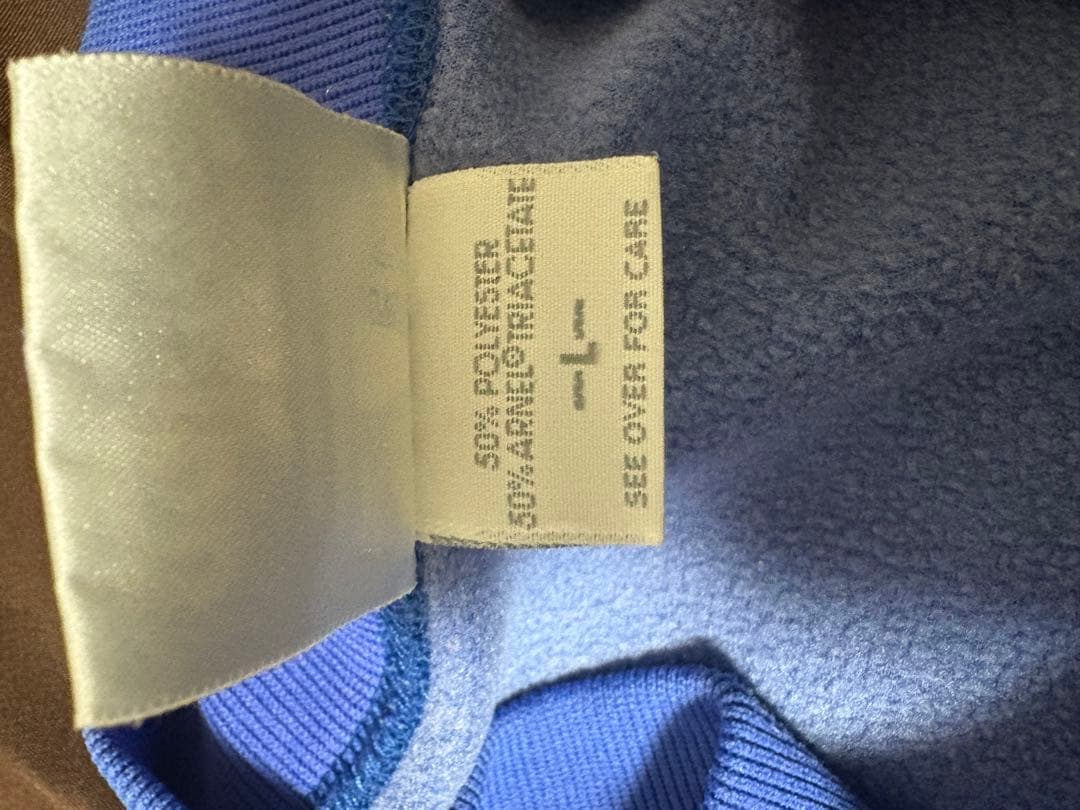 50% POLYESTER
50% ARNEL® TRIACETATE
—L—
SEE OVER FOR CARE